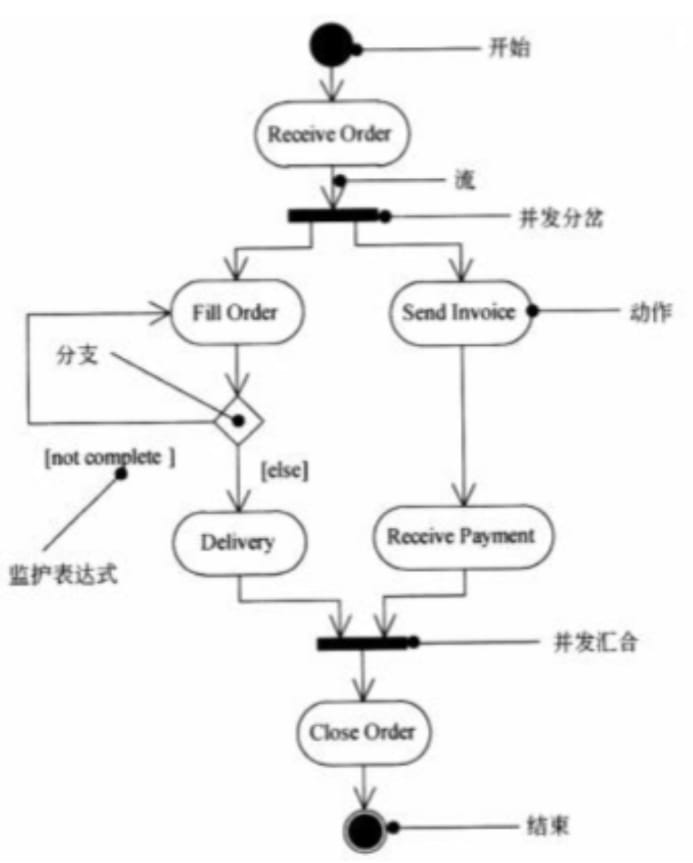 开始
Receive Order
流
并发分岔
Fill Order
Send Invoice
动作
分支
[not complete ]
[else]
Delivery
Receive Payment
监护表达式
并发汇合
Close Order
结束